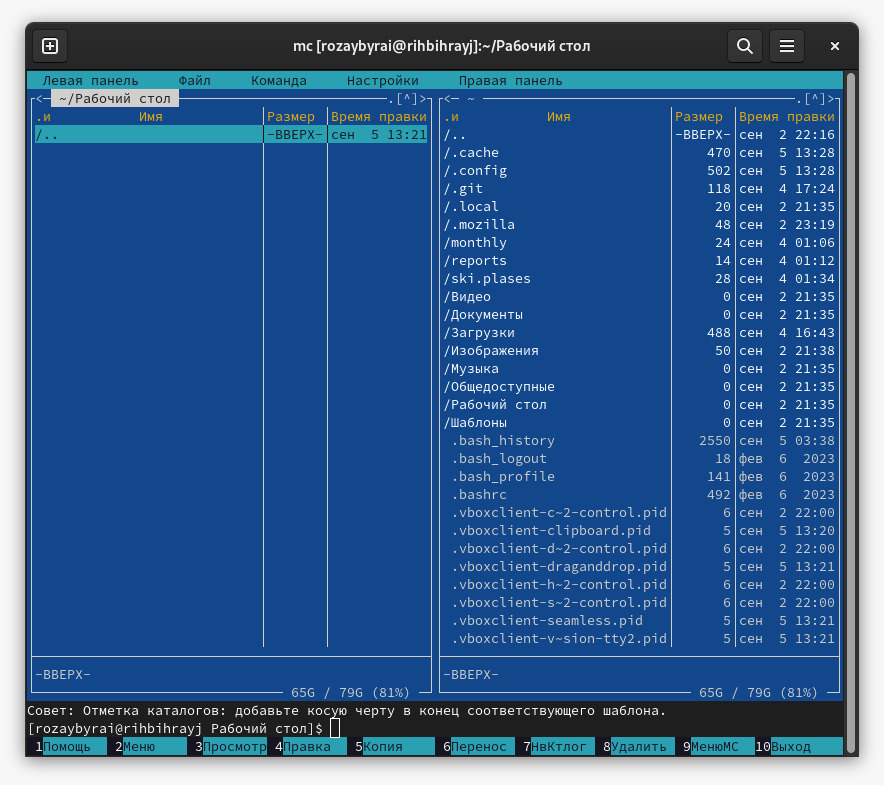 mc [rozaybyrai@rihbihrayj]:~/Рабочий стол
Левая панель Файл Команда Настройки Правая панель
<─ ~/Рабочий стол .[^]>
.и Имя Размер Время правки
/.. -ВВЕРХ- сен 5 13:21
-ВВЕРХ-
65G / 79G (81%)
<─ ~ .[^]>
.и Имя Размер Время правки
/.. -ВВЕРХ- сен 2 22:16
/.cache 470 сен 5 13:28
/.config 502 сен 5 13:28
/.git 118 сен 4 17:24
/.local 20 сен 2 21:35
/.mozilla 48 сен 2 23:19
/monthly 24 сен 4 01:06
/reports 14 сен 4 01:12
/ski.plases 28 сен 4 01:34
/Видео 0 сен 2 21:35
/Документы 0 сен 2 21:35
/Загрузки 488 сен 4 16:43
/Изображения 50 сен 2 21:38
/Музыка 0 сен 2 21:35
/Общедоступные 0 сен 2 21:35
/Рабочий стол 0 сен 2 21:35
/Шаблоны 0 сен 2 21:35
.bash_history 2550 сен 5 03:38
.bash_logout 18 фев 6 2023
.bash_profile 141 фев 6 2023
.bashrc 492 фев 6 2023
.vboxclient-c~2-control.pid 6 сен 2 22:00
.vboxclient-clipboard.pid 5 сен 5 13:20
.vboxclient-d~2-control.pid 6 сен 2 22:00
.vboxclient-draganddrop.pid 5 сен 5 13:21
.vboxclient-h~2-control.pid 6 сен 2 22:00
.vboxclient-s~2-control.pid 6 сен 2 22:00
.vboxclient-seamless.pid 5 сен 5 13:21
.vboxclient-v~sion-tty2.pid 5 сен 5 13:21
-ВВЕРХ-
65G / 79G (81%)
Совет: Отметка каталогов: добавьте косую черту в конец соответствующего шаблона.
[rozaybyrai@rihbihrayj Рабочий стол]$
1Помощь 2Меню 3Просмотр 4Правка 5Копия 6Перенос 7НвКтлог 8Удалить 9МенюMC 10Выход